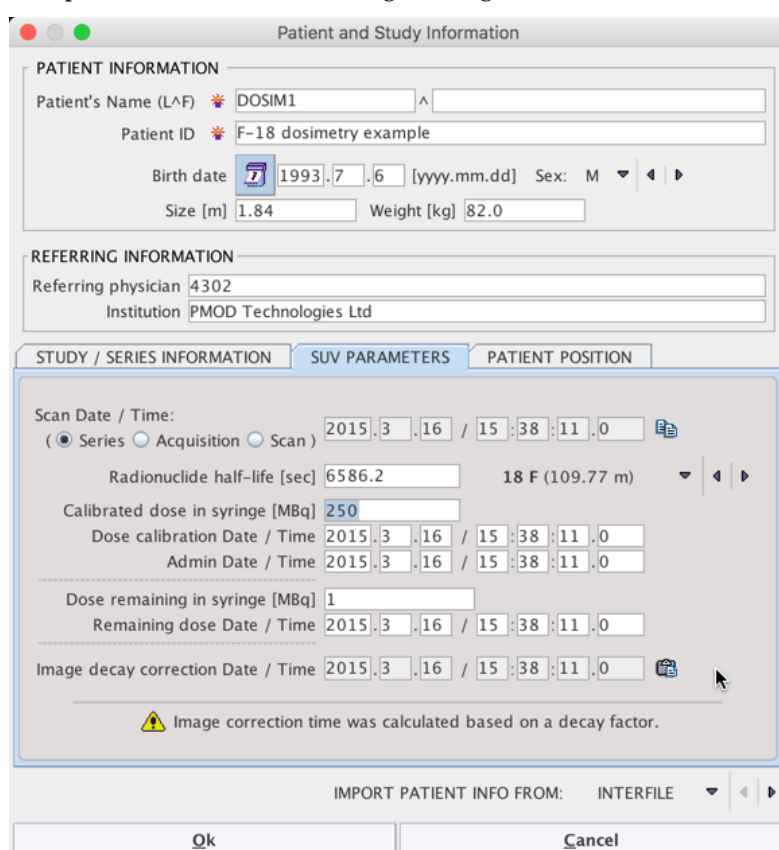 Patient and Study Information
PATIENT INFORMATION
Patient's Name (L^F) DOSIM1 ^
Patient ID F-18 dosimetry example
Birth date 7 1993 . 7 . 6 [yyyy.mm.dd] Sex: M
Size [m] 1.84 Weight [kg] 82.0
REFERRING INFORMATION
Referring physician 4302
Institution PMOD Technologies Ltd
STUDY / SERIES INFORMATION SUV PARAMETERS PATIENT POSITION
Scan Date / Time:
( Series Acquisition Scan ) 2015 . 3 . 16 / 15 : 38 : 11 . 0
Radionuclide half-life [sec] 6586.2 18 F (109.77 m)
Calibrated dose in syringe [MBq] 250
Dose calibration Date / Time 2015 . 3 . 16 / 15 : 38 : 11 . 0
Admin Date / Time 2015 . 3 . 16 / 15 : 38 : 11 . 0
Dose remaining in syringe [MBq] 1
Remaining dose Date / Time 2015 . 3 . 16 / 15 : 38 : 11 . 0
Image decay correction Date / Time 2015 . 3 . 16 / 15 : 38 : 11 . 0
Image correction time was calculated based on a decay factor.
IMPORT PATIENT INFO FROM: INTERFILE
Ok Cancel